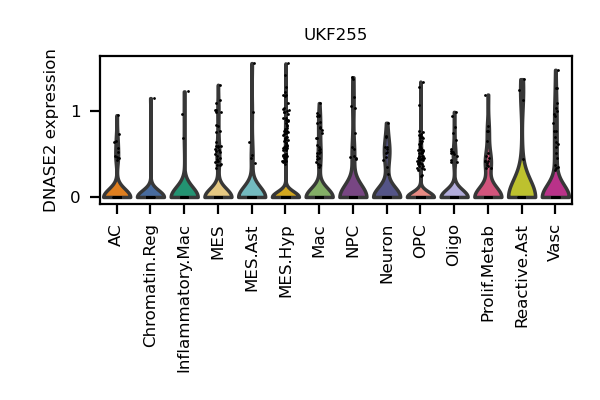 UKF255
DNASE2 expression
1
0
AC
Chromatin.Reg
Inflammatory.Mac
MES
MES.Ast
MES.Hyp
Mac
NPC
Neuron
OPC
Oligo
Prolif.Metab
Reactive.Ast
Vasc